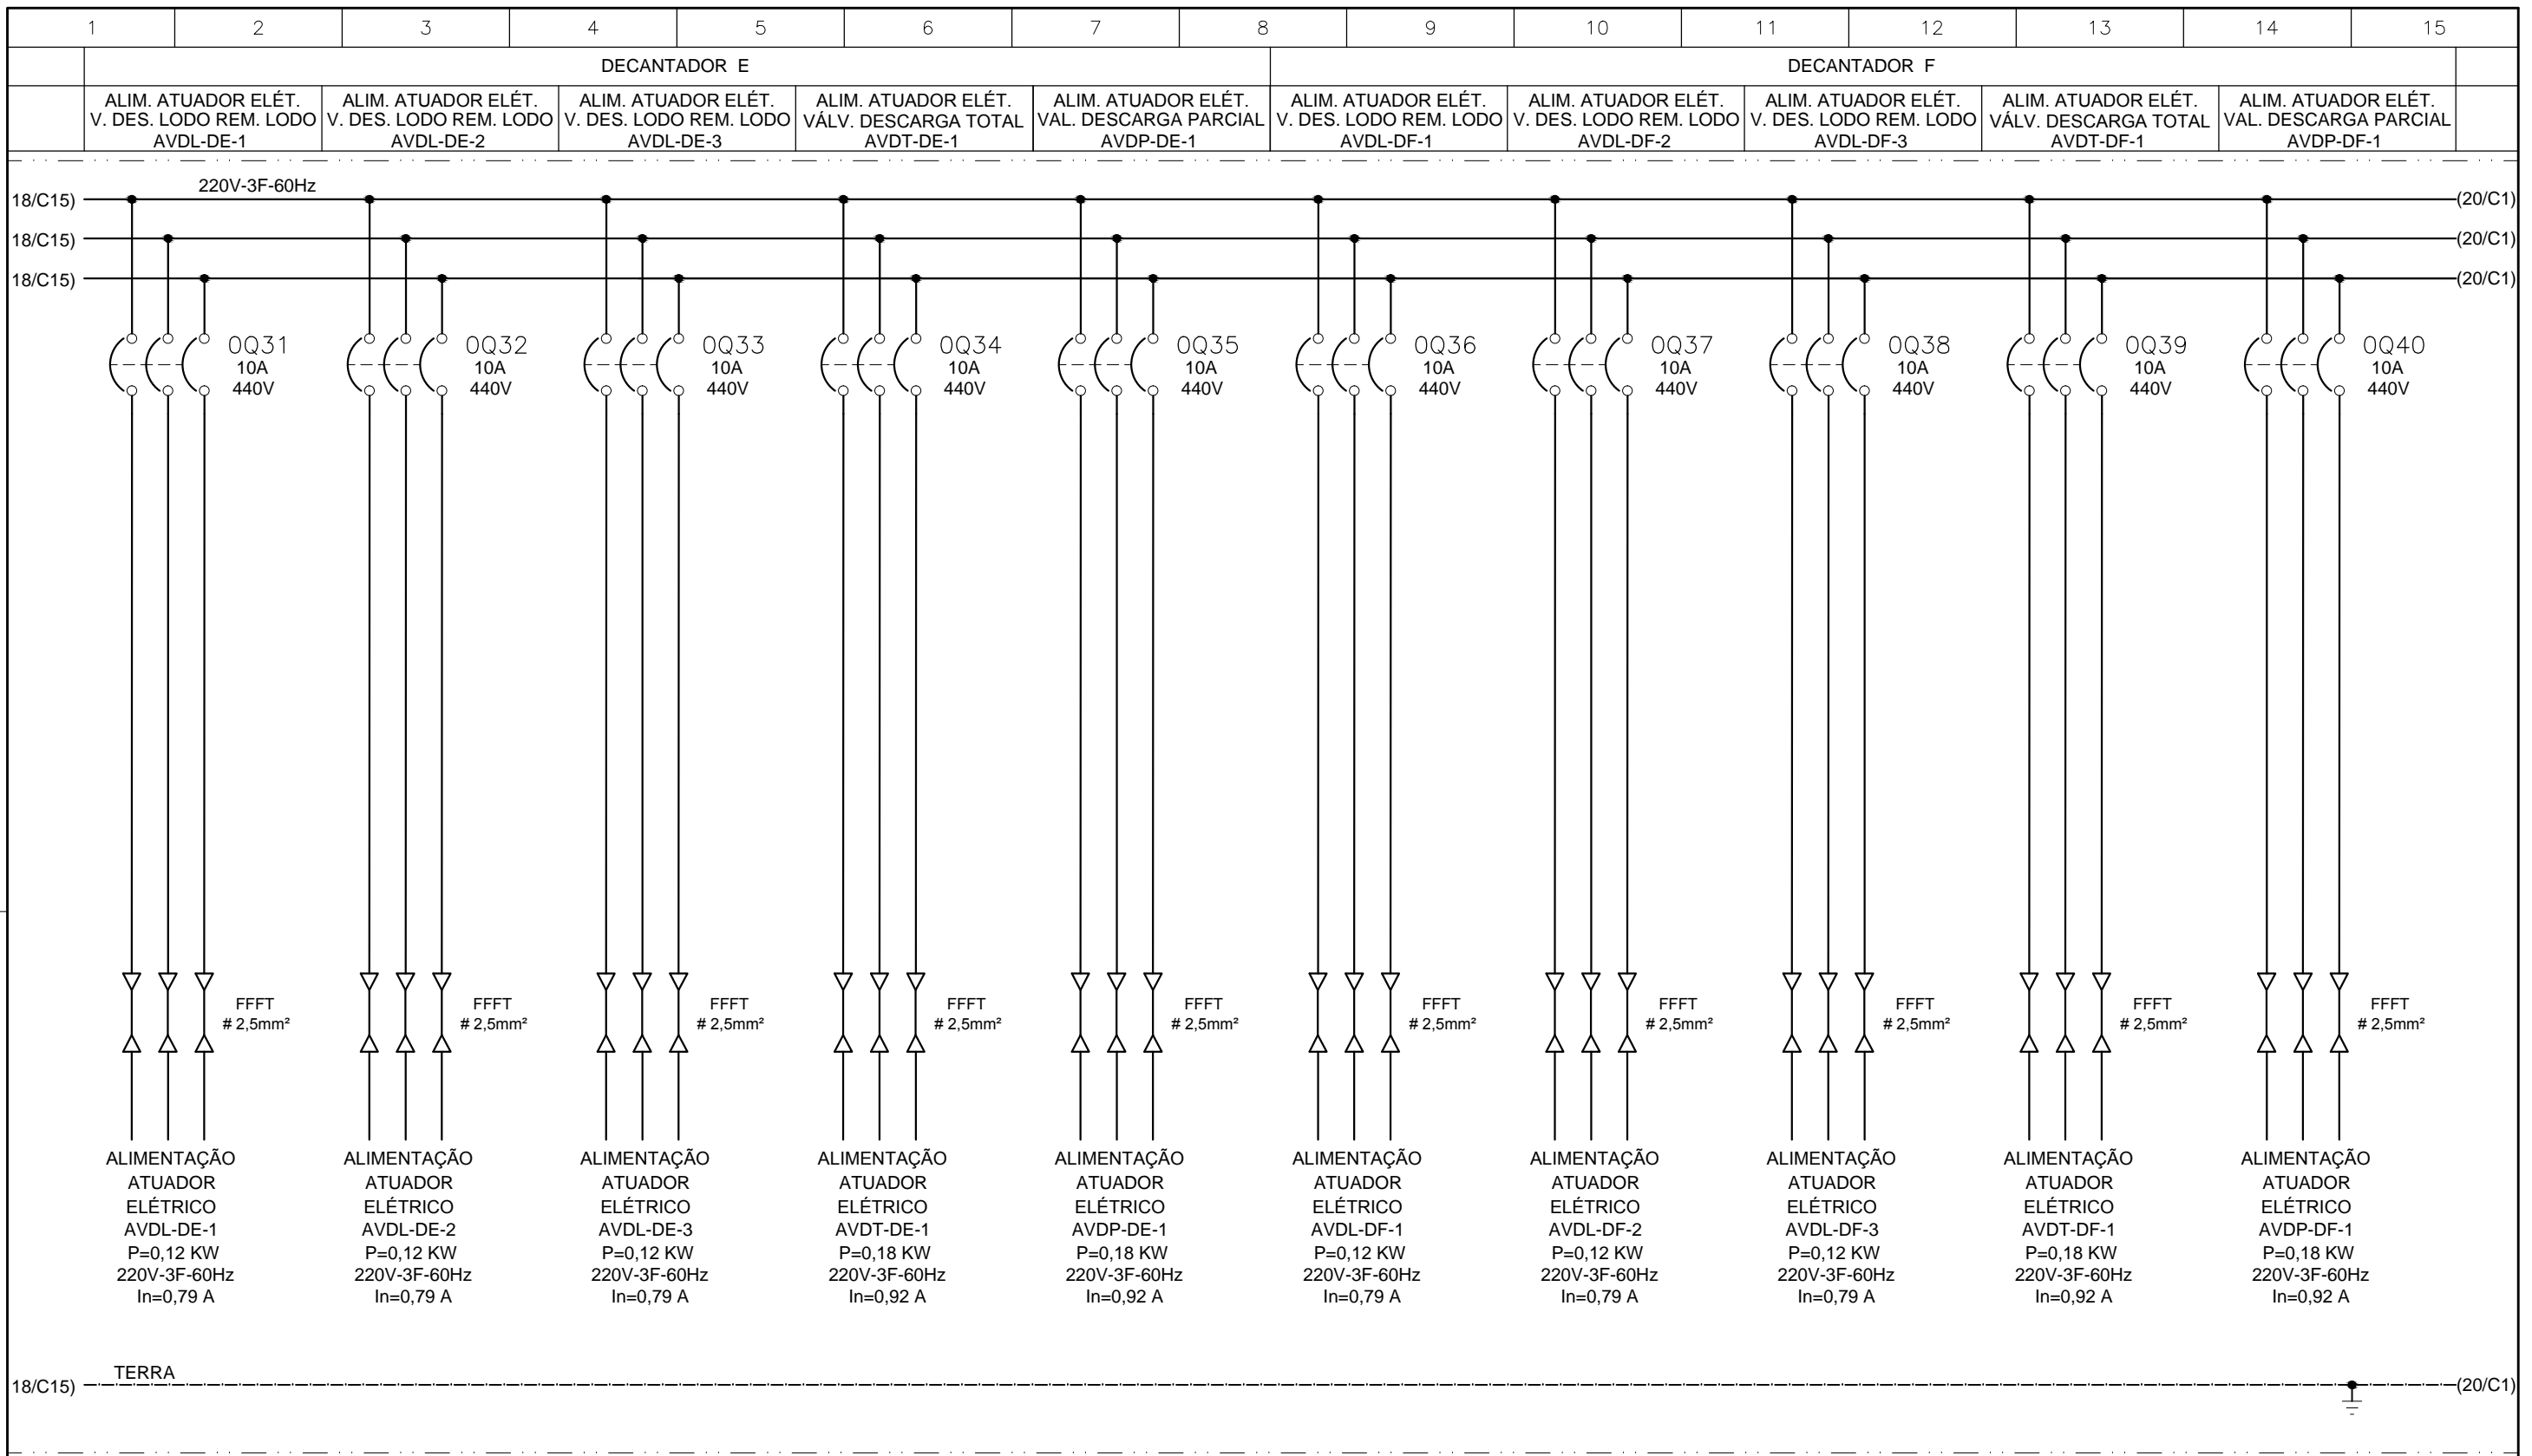 1 2 3 4 5 6 7 8 9 10 11 12 13 14 15
DECANTADOR E DECANTADOR F
ALIM. ATUADOR ELÉT. ALIM. ATUADOR ELÉT. ALIM. ATUADOR ELÉT. ALIM. ATUADOR ELÉT. ALIM. ATUADOR ELÉT. ALIM. ATUADOR ELÉT. ALIM. ATUADOR ELÉT. ALIM. ATUADOR ELÉT. ALIM. ATUADOR ELÉT. ALIM. ATUADOR ELÉT.
V. DES. LODO REM. LODO V. DES. LODO REM. LODO V. DES. LODO REM. LODO VÁLV. DESCARGA TOTAL VAL. DESCARGA PARCIAL V. DES. LODO REM. LODO V. DES. LODO REM. LODO V. DES. LODO REM. LODO VÁLV. DESCARGA TOTAL VAL. DESCARGA PARCIAL
AVDL-DE-1 AVDL-DE-2 AVDL-DE-3 AVDT-DE-1 AVDP-DE-1 AVDL-DF-1 AVDL-DF-2 AVDL-DF-3 AVDT-DF-1 AVDP-DF-1
220V-3F-60Hz
18/C15) (20/C1)
18/C15) (20/C1)
18/C15) (20/C1)
0Q31 0Q32 0Q33 0Q34 0Q35 0Q36 0Q37 0Q38 0Q39 0Q40
10A 10A 10A 10A 10A 10A 10A 10A 10A 10A
440V 440V 440V 440V 440V 440V 440V 440V 440V 440V
FFFT FFFT FFFT FFFT FFFT FFFT FFFT FFFT FFFT FFFT
# 2,5mm² # 2,5mm² # 2,5mm² # 2,5mm² # 2,5mm² # 2,5mm² # 2,5mm² # 2,5mm² # 2,5mm² # 2,5mm²
ALIMENTAÇÃO ALIMENTAÇÃO ALIMENTAÇÃO ALIMENTAÇÃO ALIMENTAÇÃO ALIMENTAÇÃO ALIMENTAÇÃO ALIMENTAÇÃO ALIMENTAÇÃO ALIMENTAÇÃO
ATUADOR ATUADOR ATUADOR ATUADOR ATUADOR ATUADOR ATUADOR ATUADOR ATUADOR ATUADOR
ELÉTRICO ELÉTRICO ELÉTRICO ELÉTRICO ELÉTRICO ELÉTRICO ELÉTRICO ELÉTRICO ELÉTRICO ELÉTRICO
AVDL-DE-1 AVDL-DE-2 AVDL-DE-3 AVDT-DE-1 AVDP-DE-1 AVDL-DF-1 AVDL-DF-2 AVDL-DF-3 AVDT-DF-1 AVDP-DF-1
P=0,12 KW P=0,12 KW P=0,12 KW P=0,18 KW P=0,18 KW P=0,12 KW P=0,12 KW P=0,12 KW P=0,18 KW P=0,18 KW
220V-3F-60Hz 220V-3F-60Hz 220V-3F-60Hz 220V-3F-60Hz 220V-3F-60Hz 220V-3F-60Hz 220V-3F-60Hz 220V-3F-60Hz 220V-3F-60Hz 220V-3F-60Hz
In=0,79 A In=0,79 A In=0,79 A In=0,92 A In=0,92 A In=0,79 A In=0,79 A In=0,79 A In=0,92 A In=0,92 A
TERRA
18/C15) (20/C1)